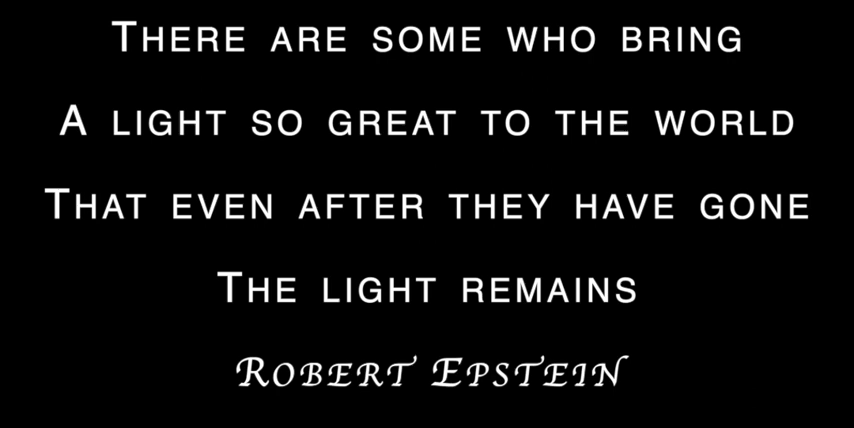 THERE ARE SOME WHO BRING
A LIGHT SO GREAT TO THE WORLD
THAT EVEN AFTER THEY HAVE GONE
THE LIGHT REMAINS
ROBERT EPSTEIN